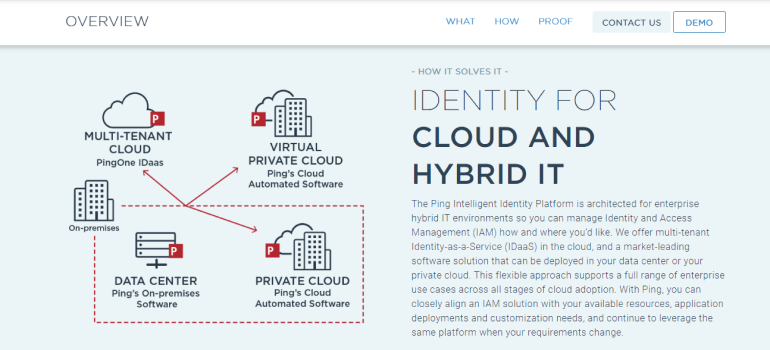 OVERVIEW
WHAT
HOW
PROOF
CONTACT US
DEMO
P
MULTI-TENANT
CLOUD
PingOne IDaas
P
VIRTUAL
PRIVATE CLOUD
Ping's Cloud
Automated Software
On-premises
P
DATA CENTER
Ping's On-premises
Software
P
PRIVATE CLOUD
Ping's Cloud
Automated Software
- HOW IT SOLVES IT -
IDENTITY FOR
CLOUD AND
HYBRID IT
The Ping Intelligent Identity Platform is architected for enterprise
hybrid IT environments so you can manage Identity and Access
Management (IAM) how and where you'd like. We offer multi-tenant
Identity-as-a-Service (IDaaS) in the cloud, and a market-leading
software solution that can be deployed in your data center or your
private cloud. This flexible approach supports a full range of enterprise
use cases across all stages of cloud adoption. With Ping, you can
closely align an IAM solution with your available resources, application
deployments and customization needs, and continue to leverage the
same platform when your requirements change.